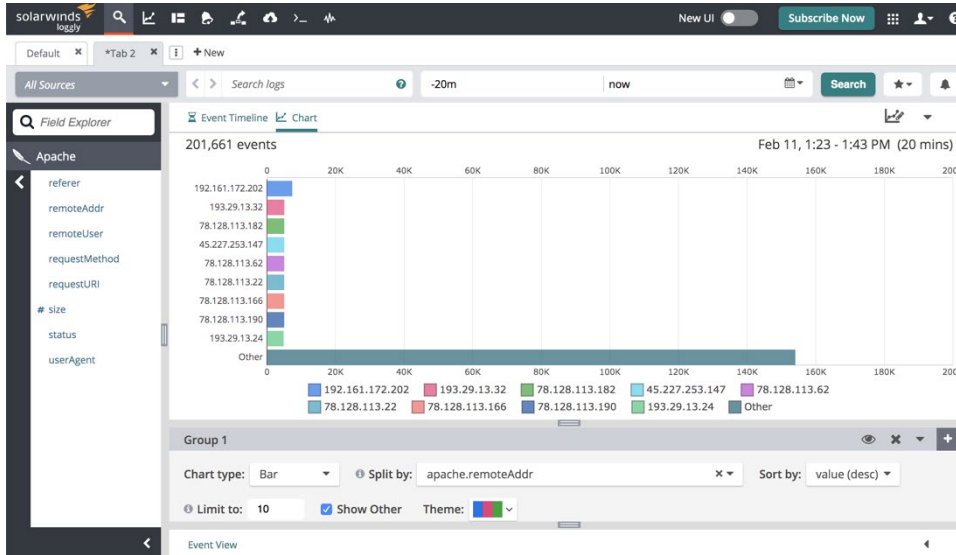 solarwinds
loggly
>_
New UI
Subscribe Now
Default
*Tab 2
+ New
All Sources
Search logs
-20m
now
Search
Field Explorer
Event Timeline
Chart
Apache
201,661 events
Feb 11, 1:23 - 1:43 PM (20 mins)
referer
remoteAddr
remoteUser
requestMethod
requestURI
# size
status
userAgent
0 20K 40K 60K 80K 100K 120K 140K 160K 180K 200
192.161.172.202
193.29.13.32
78.128.113.182
45.227.253.147
78.128.113.62
78.128.113.22
78.128.113.166
78.128.113.190
193.29.13.24
Other
0 20K 40K 60K 80K 100K 120K 140K 160K 180K 200
192.161.172.202 193.29.13.32 78.128.113.182 45.227.253.147 78.128.113.62
78.128.113.22 78.128.113.166 78.128.113.190 193.29.13.24 Other
Group 1
Chart type: Bar Split by: apache.remoteAddr Sort by: value (desc)
Limit to: 10 Show Other Theme:
Event View